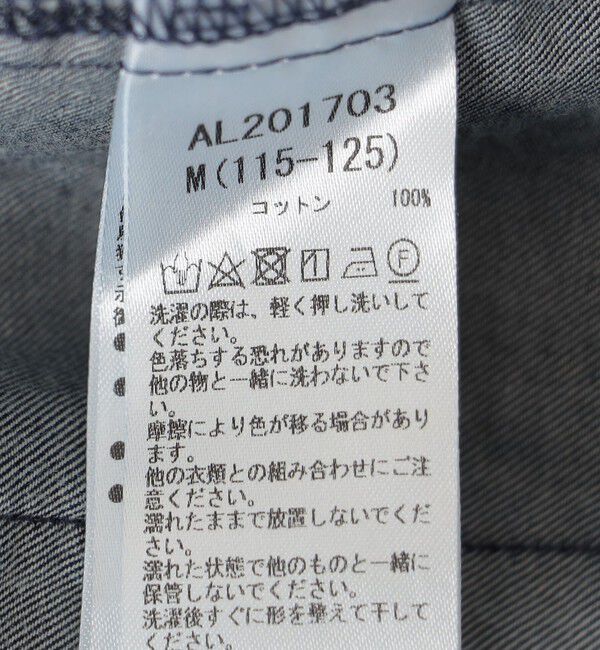 AL201703
M(115-125)
コットン 100%
F
洗濯の際は、軽く押し洗いして
ください。
色落ちする恐れがありますので
他の物と一緒に洗わないで下さ
い。
摩擦により色が移る場合があり
ます。
他の衣類との組み合わせにご注
意ください。
濡れたままで放置しないでくだ
さい。
濡れた状態で他のものと一緒に
保管しないでください。
洗濯後すぐに形を整えて干して
ください。